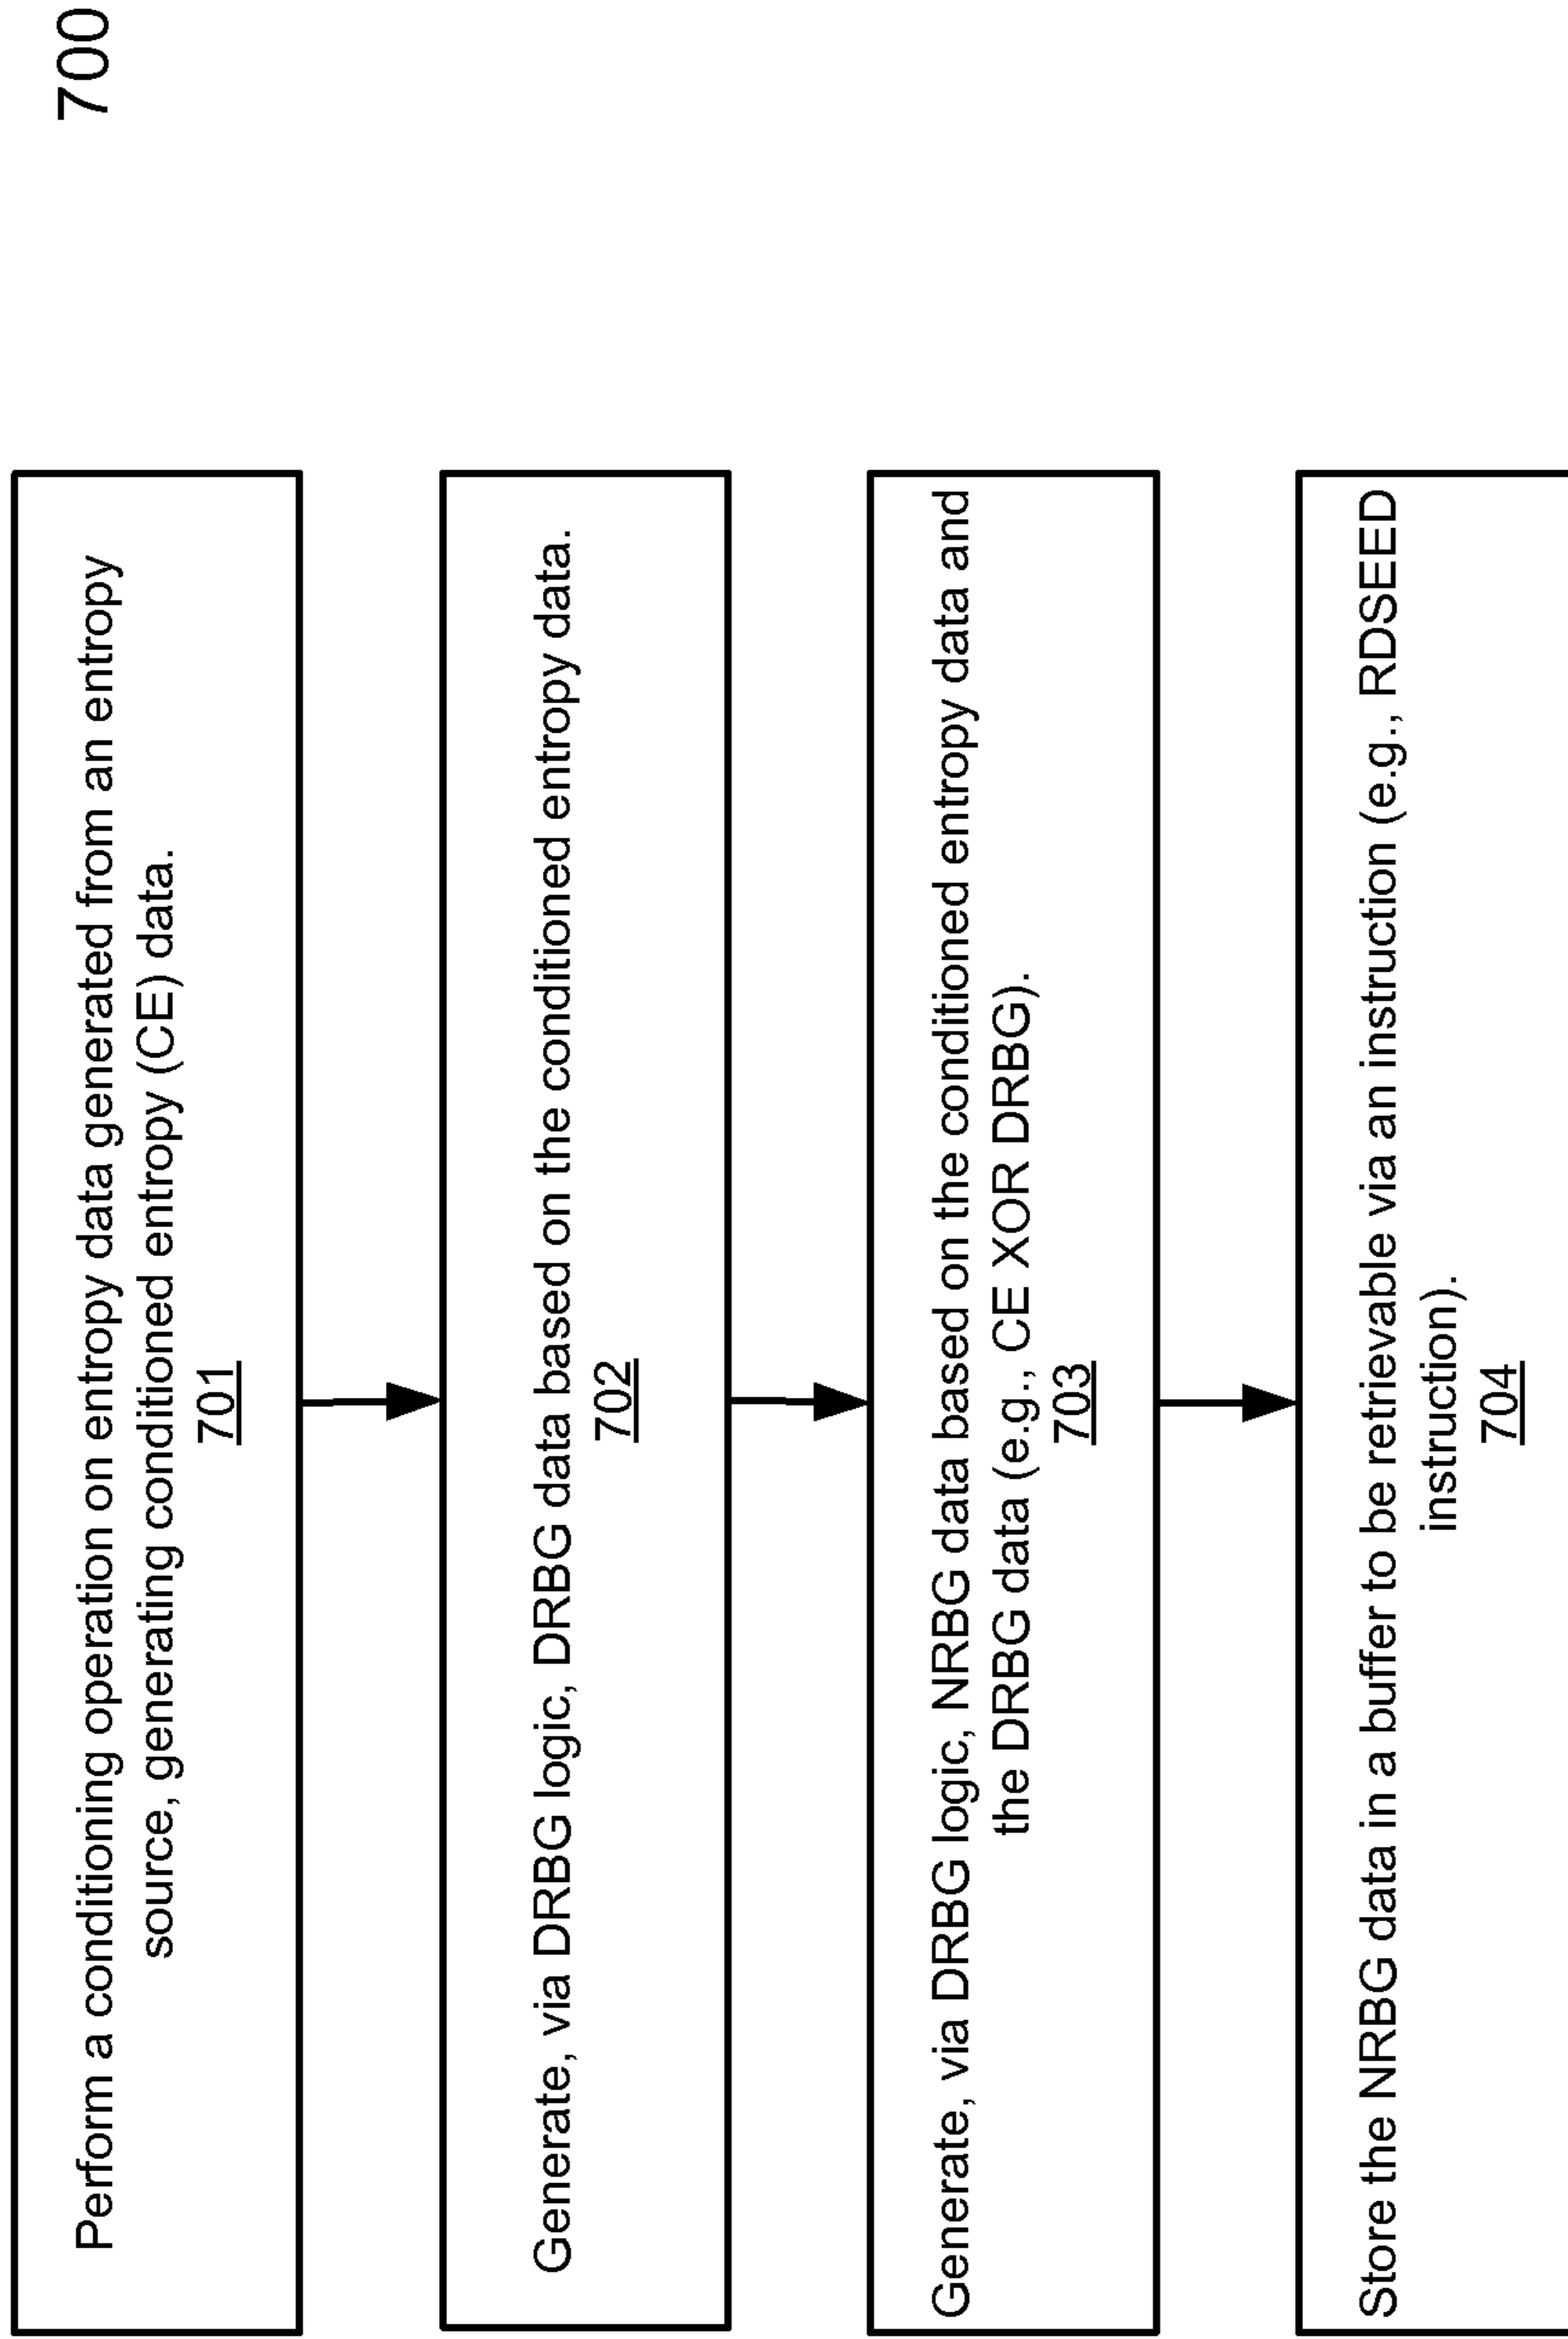 700
Perform a conditioning operation on entropy data generated from an entropy
source, generating conditioned entropy (CE) data.
701
Generate, via DRBG logic, DRBG data based on the conditioned entropy data.
702
Generate, via DRBG logic, NRBG data based on the conditioned entropy data and
the DRBG data (e.g., CE XOR DRBG).
703
Store the NRBG data in a buffer to be retrievable via an instruction (e.g., RDSEED
instruction).
704